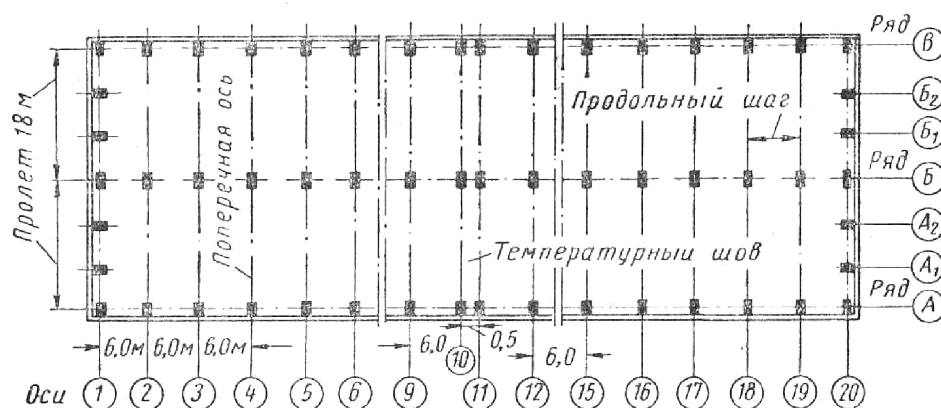 Ряд В
Б₂
Продольный шаг
Б₁
Пролет 18 м
Ряд Б
Поперечная ось
А₂
Температурный шов
А₁
Ряд А
6,0м 6,0м 6,0м 6,0 0,5 6,0
Оси 1 2 3 4 5 6 9 10 11 12 15 16 17 18 19 20